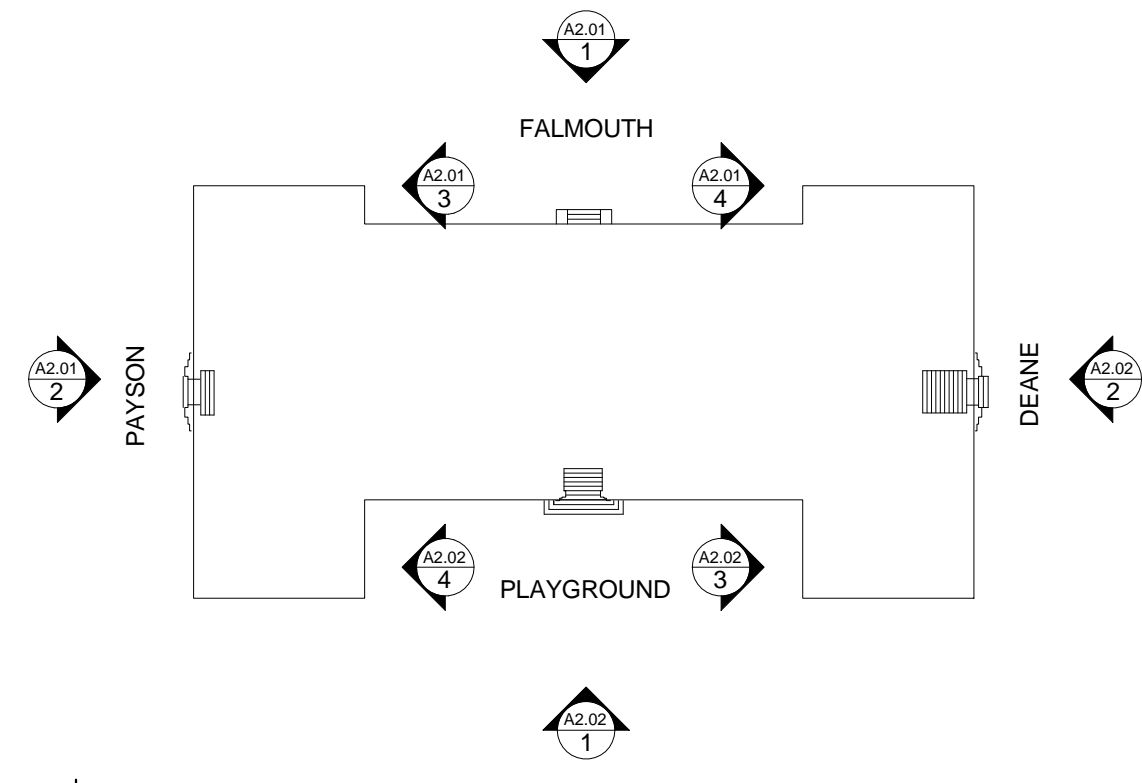 A2.01
1
FALMOUTH
A2.01
3
A2.01
4
A2.01
2
PAYSON
DEANE
A2.02
2
A2.02
4
PLAYGROUND
A2.02
3
A2.02
1